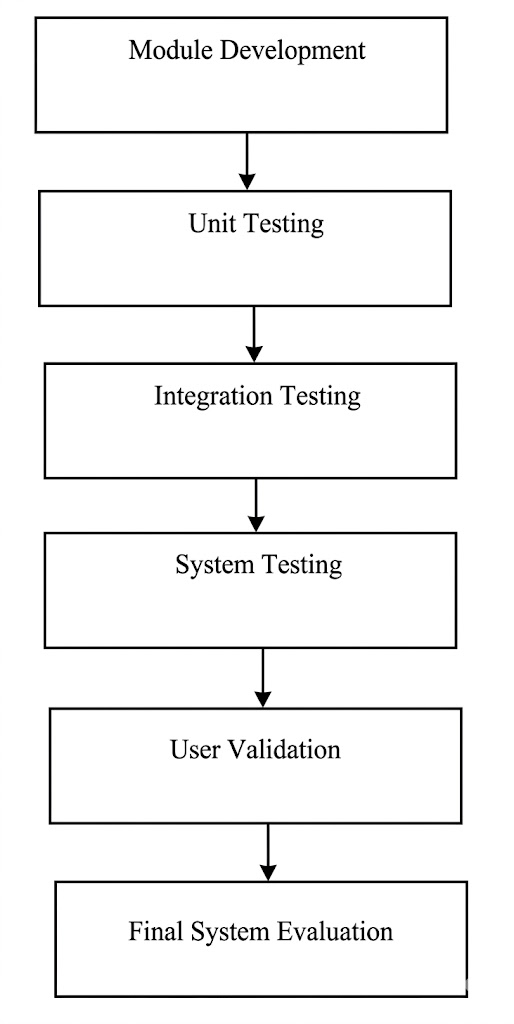 Module Development
Unit Testing
Integration Testing
System Testing
User Validation
Final System Evaluation